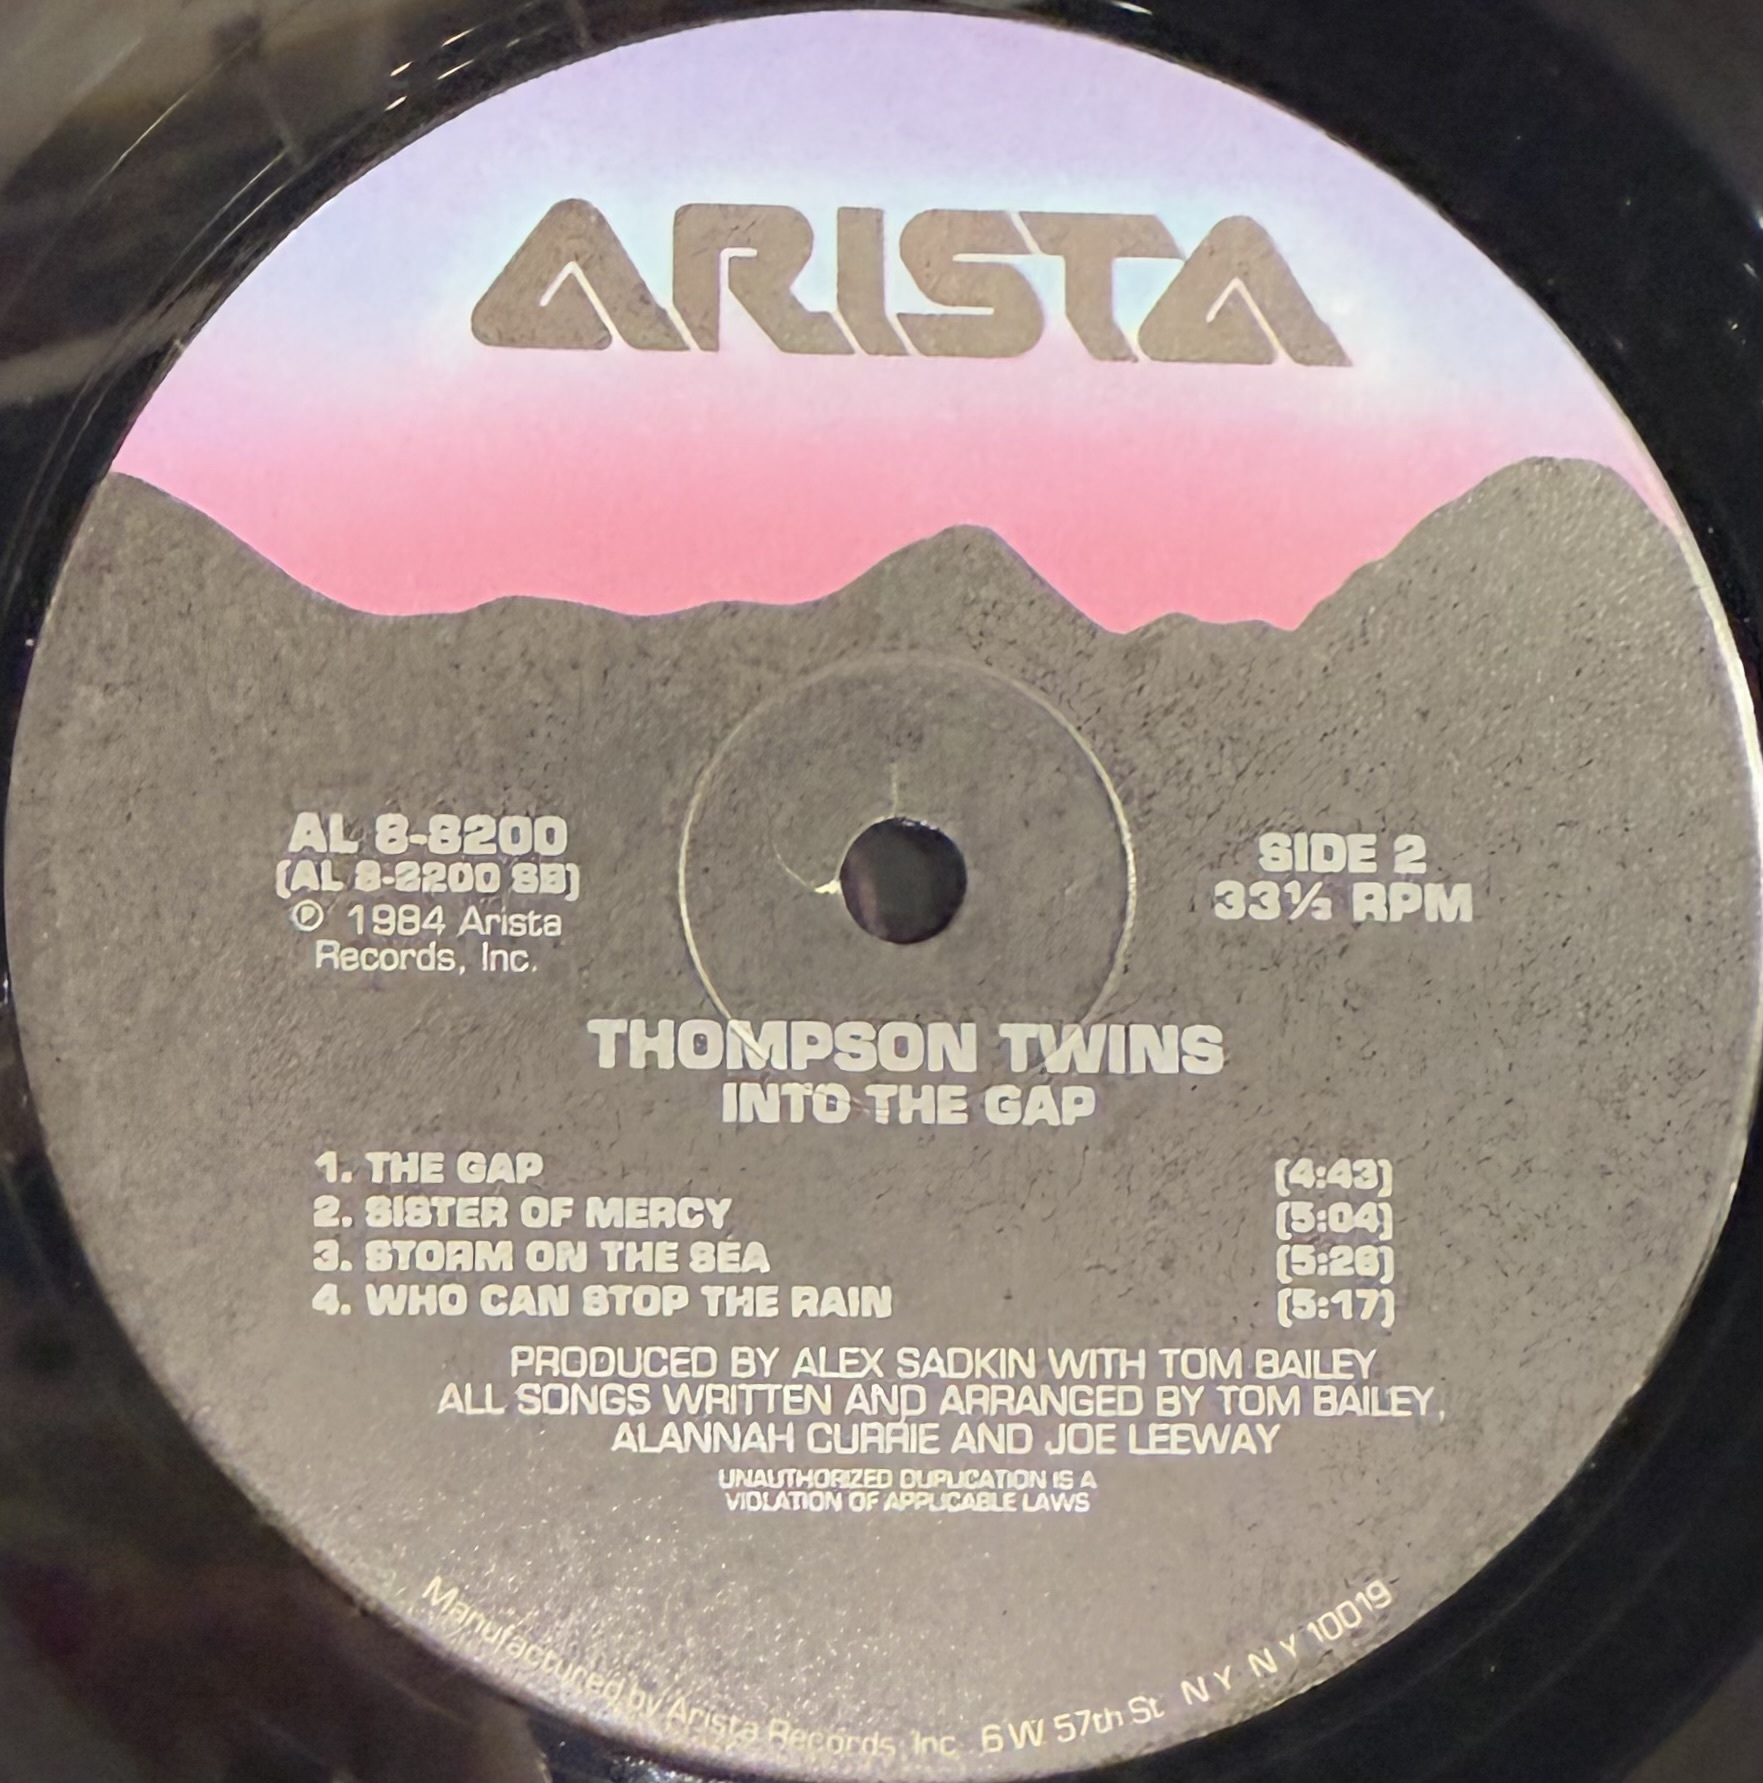 ARISTA
AL 8-8200
(AL 8-8200 SB)
℗ 1984 Arista
Records, Inc.
SIDE 2
33⅓ RPM
THOMPSON TWINS
INTO THE GAP
1. THE GAP (4:43)
2. SISTER OF MERCY (5:04)
3. STORM ON THE SEA (5:26)
4. WHO CAN STOP THE RAIN (5:17)
PRODUCED BY ALEX SADKIN WITH TOM BAILEY
ALL SONGS WRITTEN AND ARRANGED BY TOM BAILEY,
ALANNAH CURRIE AND JOE LEEWAY
UNAUTHORIZED DUPLICATION IS A
VIOLATION OF APPLICABLE LAWS
Manufactured by Arista Records, Inc. 6 W 57th St NY NY 10019